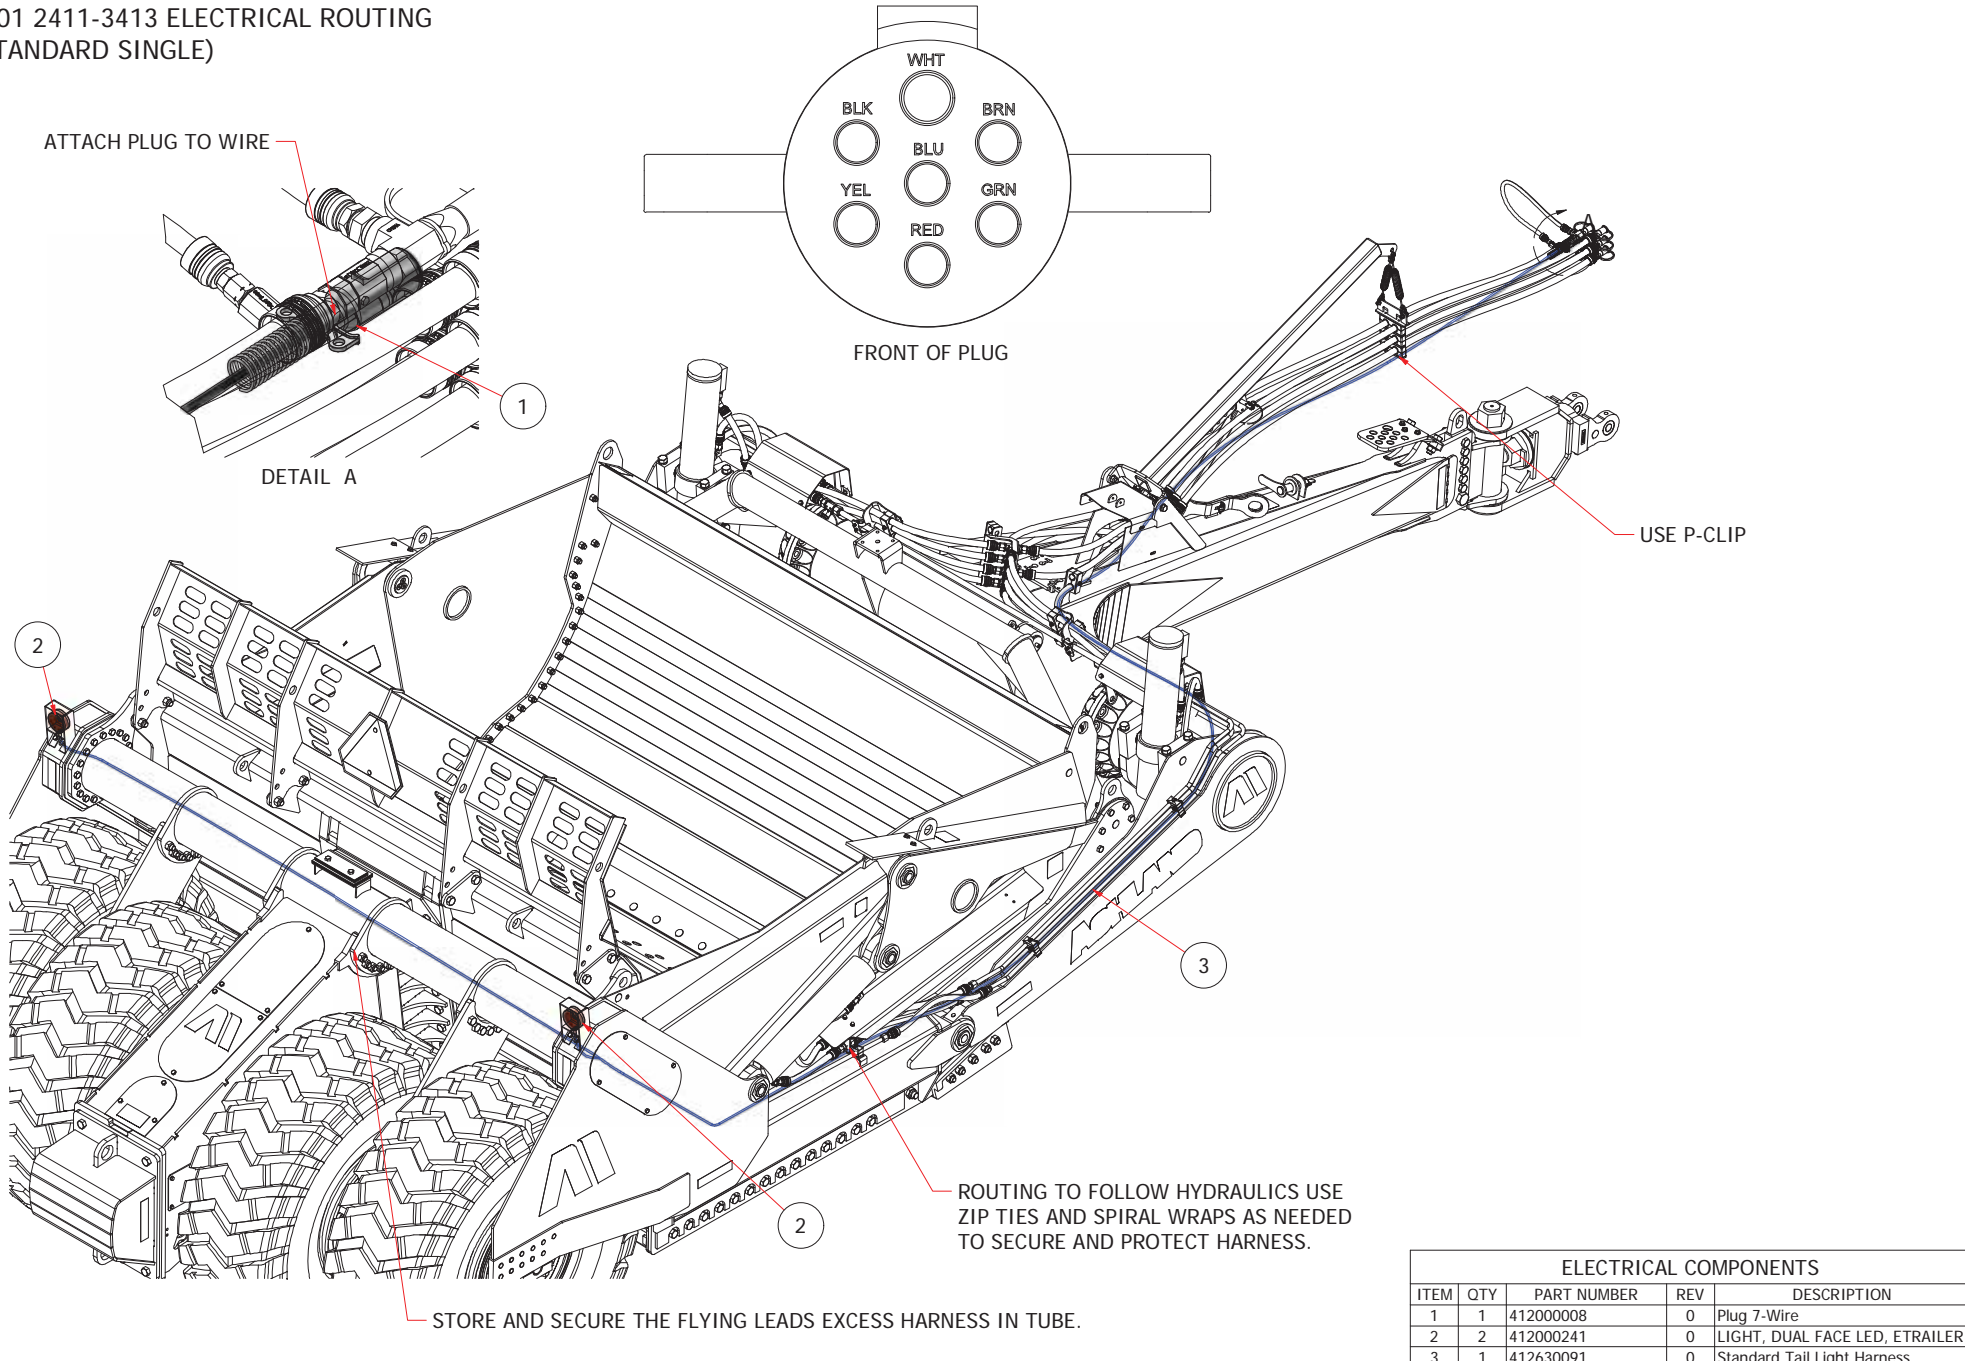 01 2411-3413 ELECTRICAL ROUTING
TANDARD SINGLE)
ATTACH PLUG TO WIRE
1
DETAIL A
WHT
BLK
BRN
BLU
YEL
GRN
RED
FRONT OF PLUG
USE P-CLIP
2
3
2
ROUTING TO FOLLOW HYDRAULICS USE
ZIP TIES AND SPIRAL WRAPS AS NEEDED
TO SECURE AND PROTECT HARNESS.
STORE AND SECURE THE FLYING LEADS EXCESS HARNESS IN TUBE.
ELECTRICAL COMPONENTS
ITEM QTY PART NUMBER REV DESCRIPTION
1 1 412000008 0 Plug 7-Wire
2 2 412000241 0 LIGHT, DUAL FACE LED, ETRAILER
3 1 412630091 0 Standard Tail Light Harness